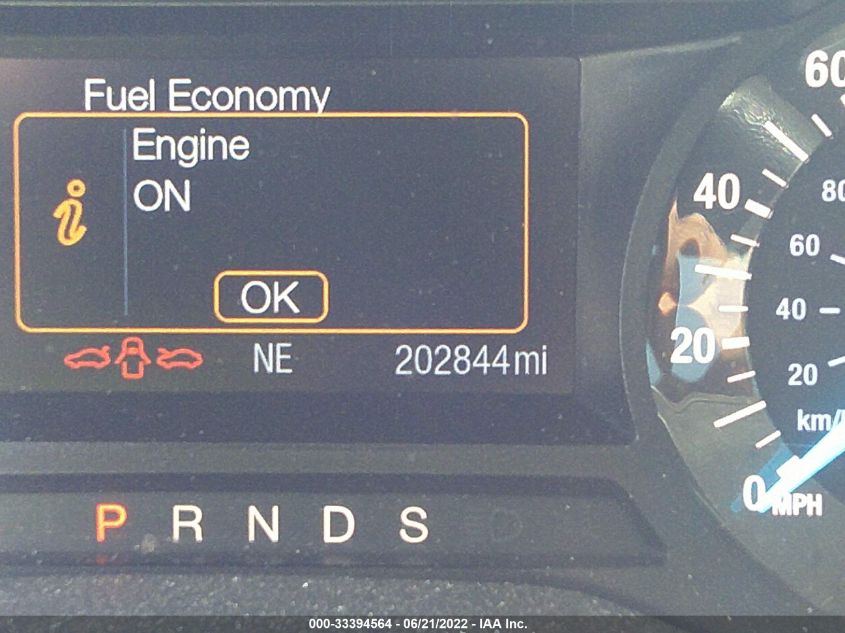 Fuel Economy
Engine
ON
OK
NE 202844mi
P R N D S
60
40
20
0 MPH
80
60
40
20
km/
000-33394564 - 06/21/2022 - IAA Inc.